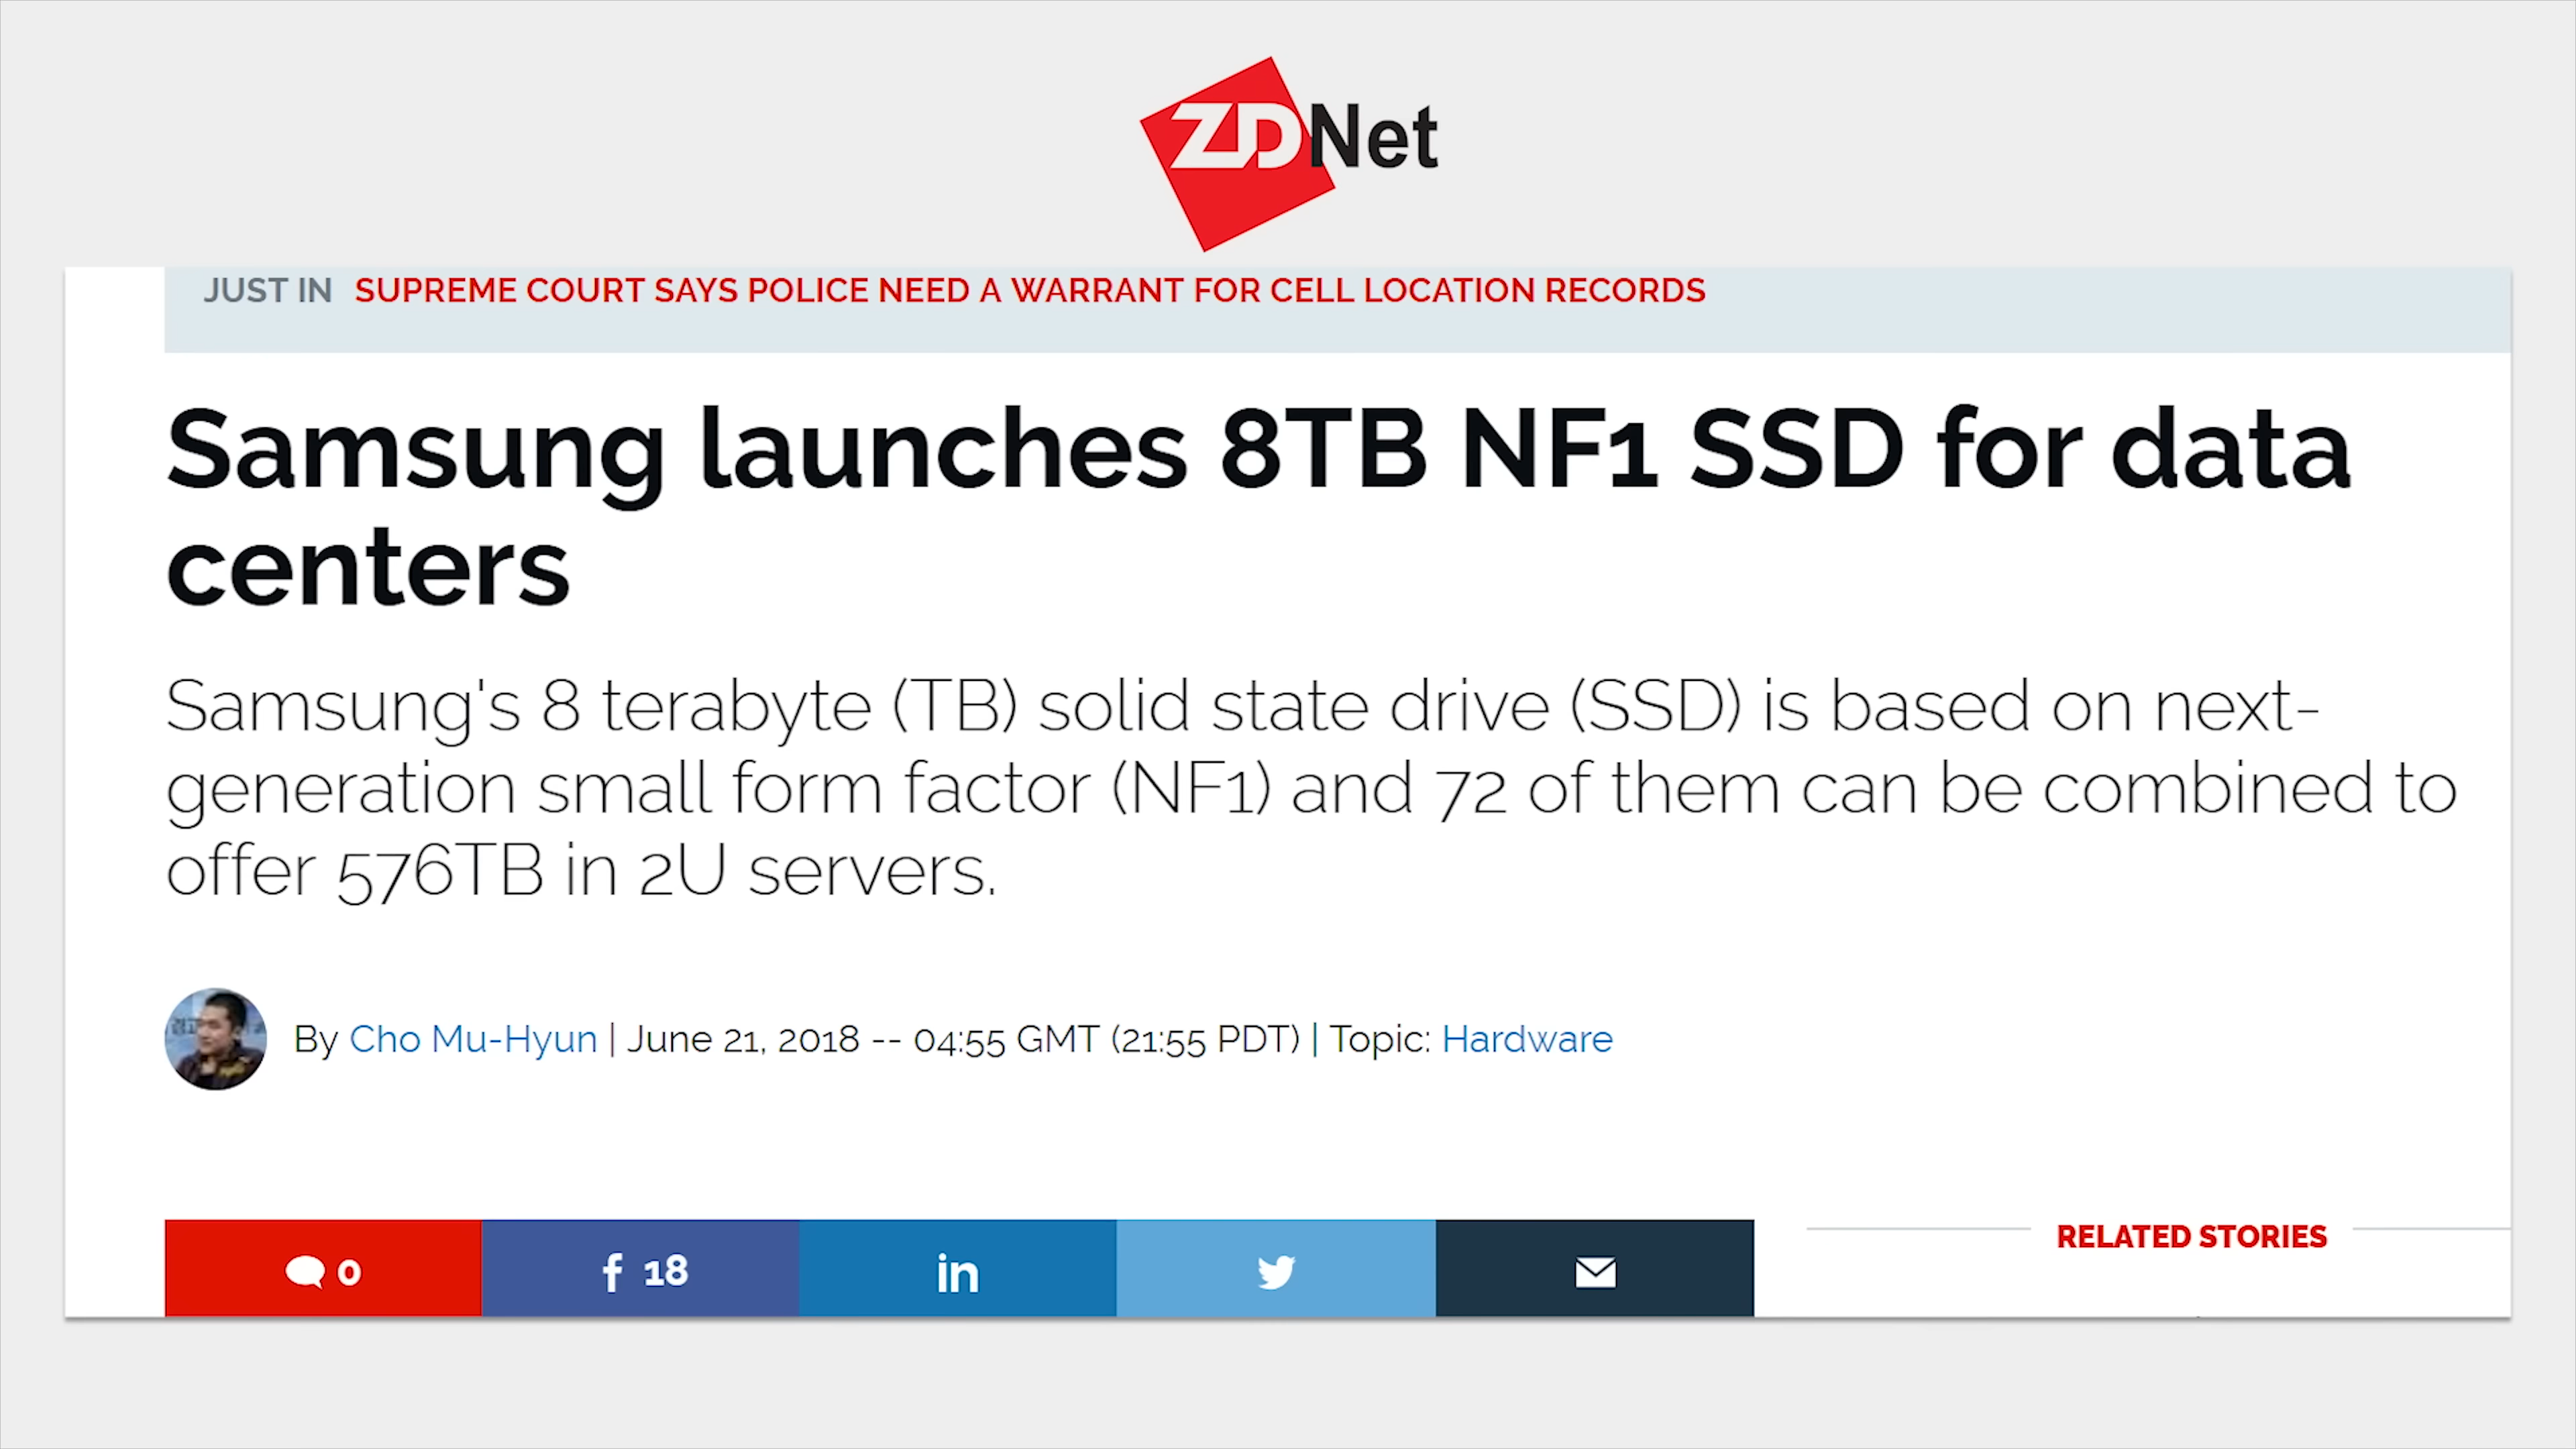 ZDNet
JUST IN SUPREME COURT SAYS POLICE NEED A WARRANT FOR CELL LOCATION RECORDS
Samsung launches 8TB NF1 SSD for data
centers
Samsung's 8 terabyte (TB) solid state drive (SSD) is based on next-
generation small form factor (NF1) and 72 of them can be combined to
offer 576TB in 2U servers.
By Cho Mu-Hyun | June 21, 2018 -- 04:55 GMT (21:55 PDT) | Topic: Hardware
0 f 18 in
RELATED STORIES